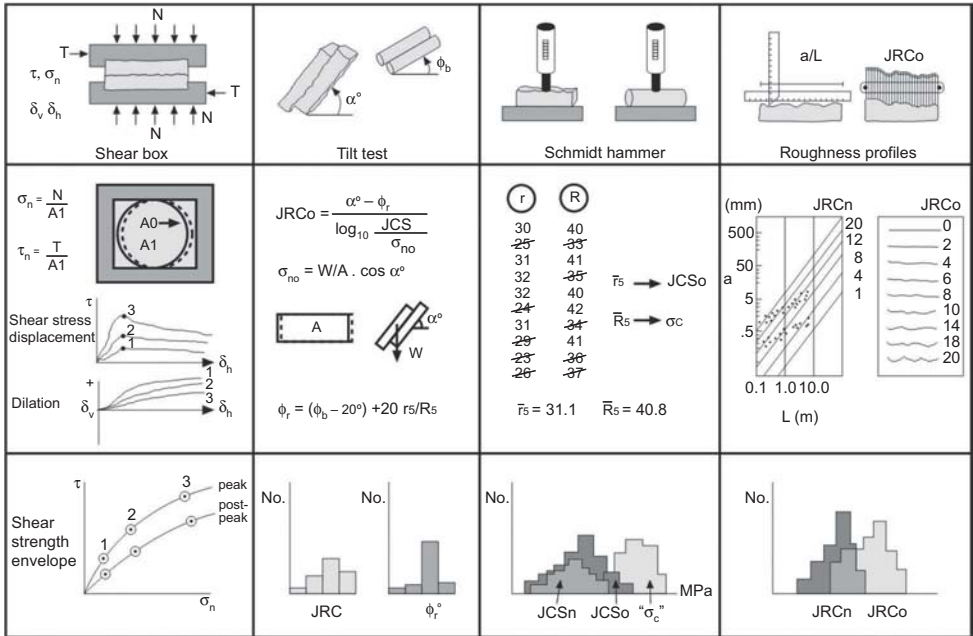 N
T
T
τ, σn
δv δh
N
N
Shear box
αº
ϕb
Tilt test
Schmidt hammer
a/L
JRCo
Roughness profiles
σn = N/A1
τn = T/A1
A0
A1
τ
Shear stress
displacement
3
2
1
δh
+
Dilation
δv
1
2
3
δh
JRCo = αº – ϕr / log10 JCS/σno
σno = W/A . cos αº
A
αº
W
ϕr = (ϕb – 20º) +20 r5/R5
r R
30 40
25 33
31 41
32 35
32 40
24 42
31 34
29 41
23 36
26 37
r̅5 → JCSo
R̅5 → σC
r̅5 = 31.1 R̅5 = 40.8
(mm) JRCn JRCo
500
50
a
5
.5
20
12
8
4
1
0
2
4
6
8
10
14
18
20
0.1 1.0 10.0
L (m)
τ
Shear
strength
envelope
1
2
3
peak
post-
peak
σn
No.
JRC
No.
ϕrº
No.
MPa
JCSn JCSo "σc"
No.
JRCn JRCo